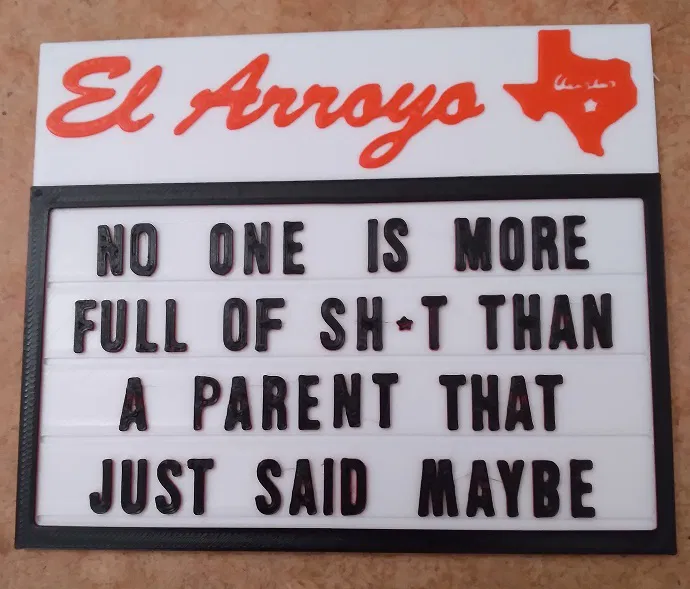 El Arroyo
NO ONE IS MORE
FULL OF SH★T THAN
A PARENT THAT
JUST SAID MAYBE